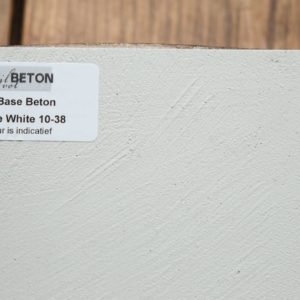 BETON
Base Beton
White 10-38
is indicatief